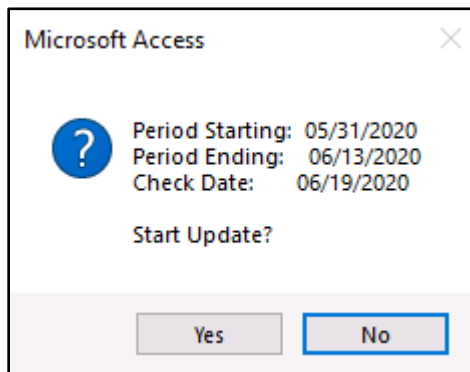 Microsoft Access
Period Starting: 05/31/2020
Period Ending: 06/13/2020
Check Date: 06/19/2020
Start Update?
Yes No